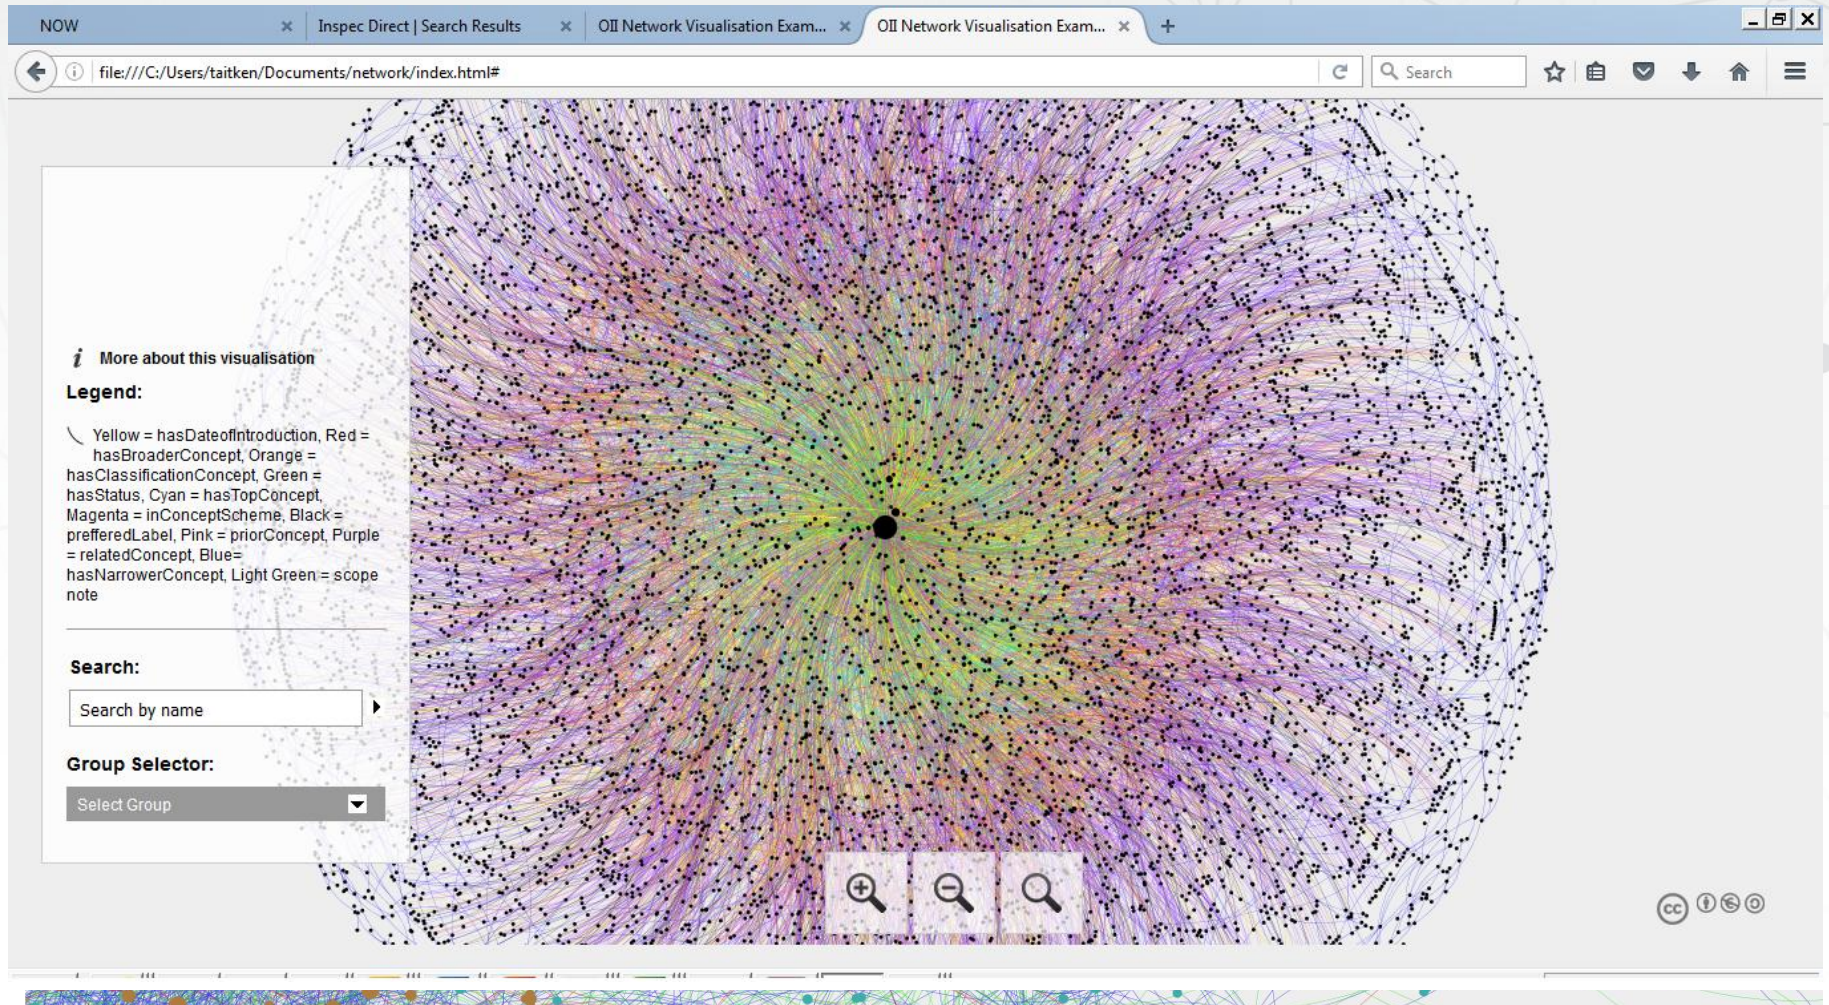 NOW
Inspec Direct | Search Results
OII Network Visualisation Exam...
OII Network Visualisation Exam...
file:///C:/Users/taitken/Documents/network/index.html#
Search
More about this visualisation
Legend:
Yellow = hasDateofIntroduction, Red =
hasBroaderConcept, Orange =
hasClassificationConcept, Green =
hasStatus, Cyan = hasTopConcept,
Magenta = inConceptScheme, Black =
prefferedLabel, Pink = priorConcept, Purple
= relatedConcept, Blue=
hasNarrowerConcept, Light Green = scope
note
Search:
Search by name
Group Selector:
Select Group
cc